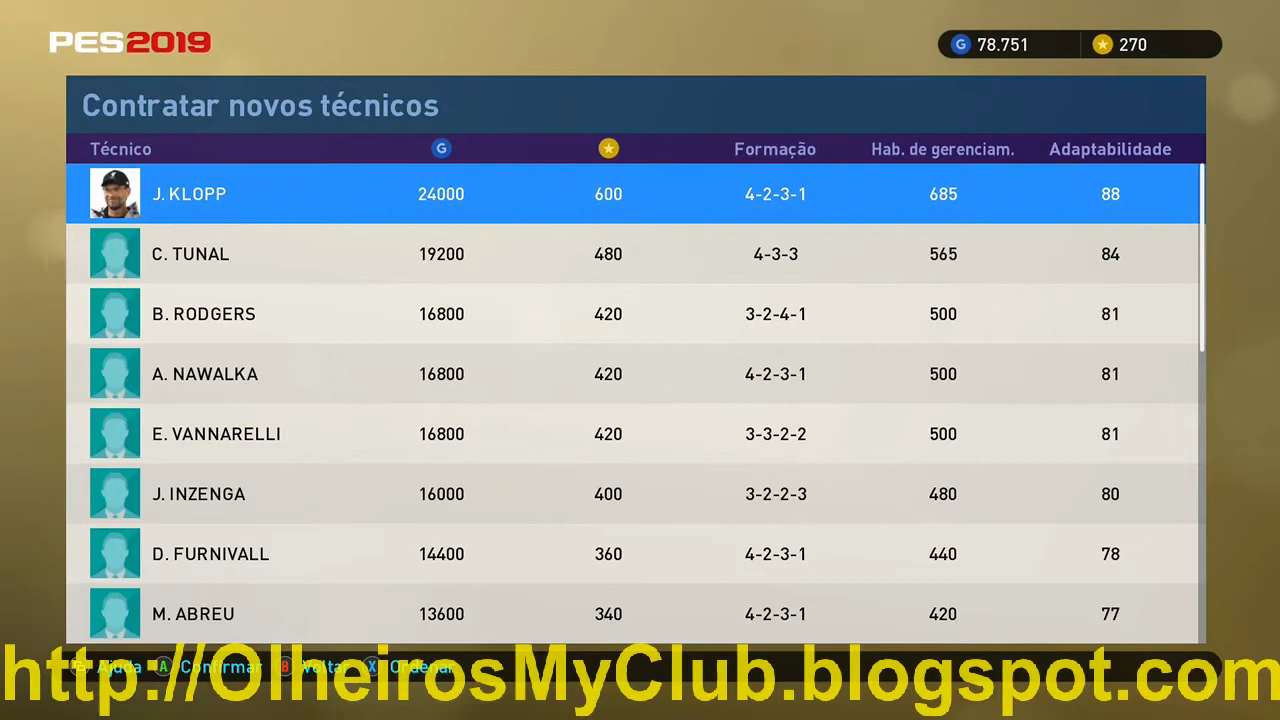 PES2019
G 78.751 270
Contratar novos técnicos
Técnico G Formação Hab. de gerenciam. Adaptabilidade
J. KLOPP 24000 600 4-2-3-1 685 88
C. TUNAL 19200 480 4-3-3 565 84
B. RODGERS 16800 420 3-2-4-1 500 81
A. NAWALKA 16800 420 4-2-3-1 500 81
E. VANNARELLI 16800 420 3-3-2-2 500 81
J. INZENGA 16000 400 3-2-2-3 480 80
D. FURNIVALL 14400 360 4-2-3-1 440 78
M. ABREU 13600 340 4-2-3-1 420 77
Ajuda A Confirmar B Voltar X Ordenar
http://OlheirosMyClub.blogspot.com